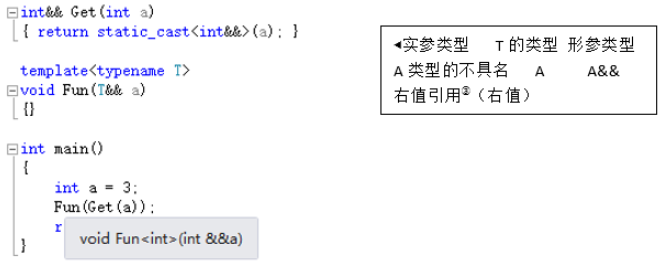 int&& Get(int a)
{ return static_cast<int&&>(a); }
template<typename T>
void Fun(T&& a)
{}
int main()
{
int a = 3;
Fun(Get(a));
r
void Fun<int>(int &&a)
}
◄实参类型 T 的类型 形参类型
A 类型的不具名 A A&&
右值引用②（右值）